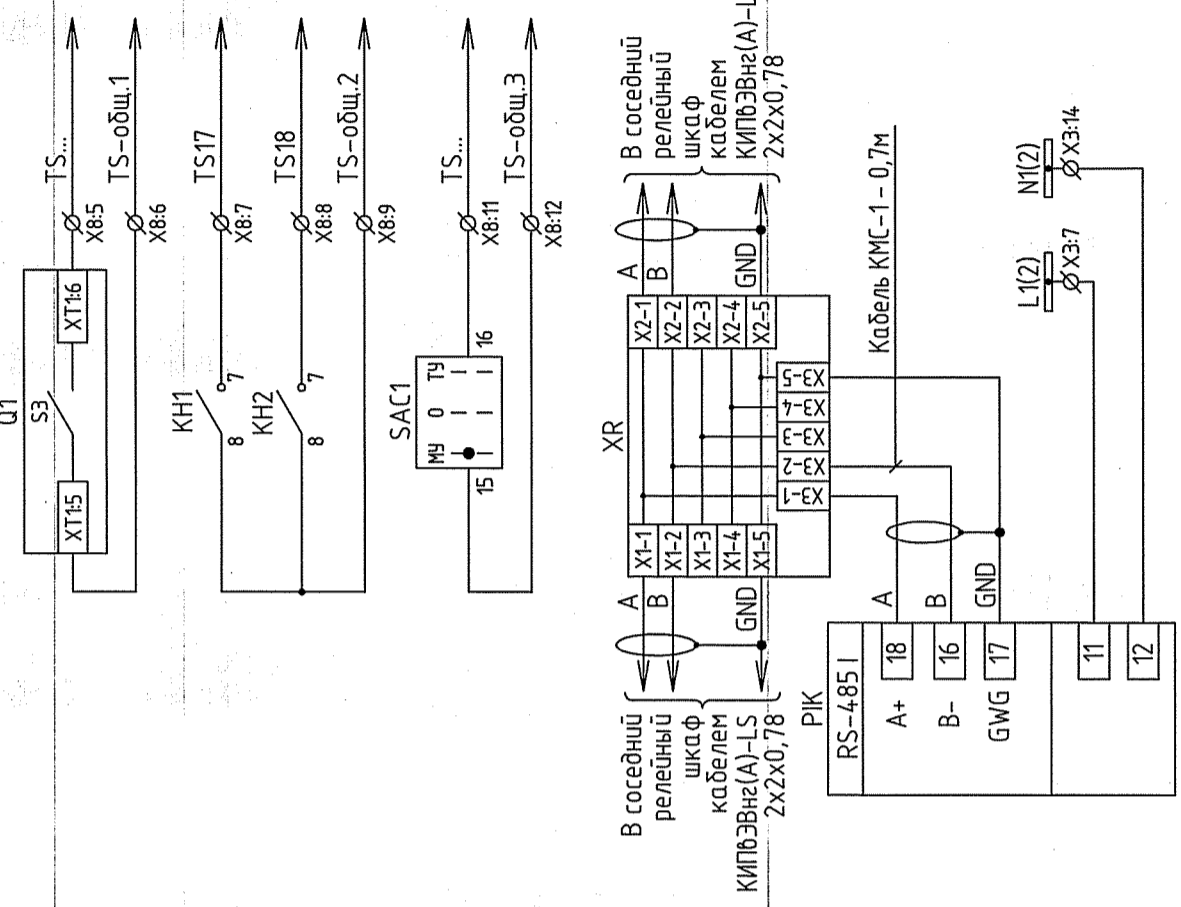 Q1
S3
XT1:5
XT1:6
TS...
X8:5
TS-общ.1
X8:6
KH1
8
7
TS17
X8:7
KH2
8
7
TS18
X8:8
TS-общ.2
X8:9
SAC1
МУ О ТУ
15
16
TS...
X8:11
TS-общ.3
X8:12
В соседний
релейный
шкаф
кабелем
КИПвЭВнг(А)-LS
2x2x0,78
A
B
GND
XR
X1-1
X1-2
X1-3
X1-4
X1-5
X2-1
X2-2
X2-3
X2-4
X2-5
X3-1
X3-2
X3-3
X3-4
X3-5
A
B
GND
В соседний
релейный
шкаф
кабелем
КИПвЭВнг(А)-L
2x2x0,78
Кабель КМС-1 - 0,7м
PIK
RS-485 I
A+
18
A
B-
16
B
GWG
17
GND
11
12
L1(2)
X3:7
N1(2)
X3:14